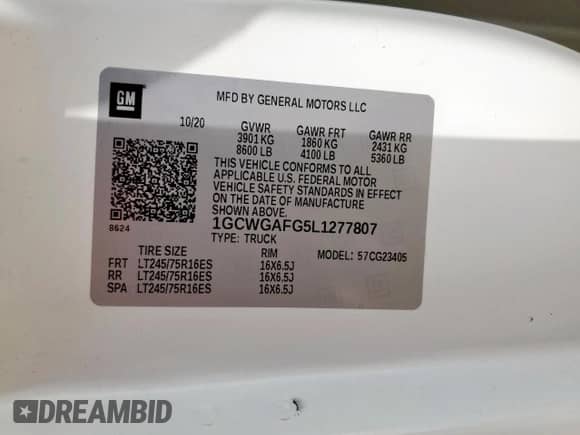 GM
MFD BY GENERAL MOTORS LLC
10/20 GVWR GAWR FRT GAWR RR
3901 KG 1860 KG 2431 KG
8600 LB 4100 LB 5360 LB
THIS VEHICLE CONFORMS TO ALL
APPLICABLE U.S. FEDERAL MOTOR
VEHICLE SAFETY STANDARDS IN EFFECT
ON THE DATE OF MANUFACTURE
SHOWN ABOVE.
8624
1GCWGAFG5L1277807
TYPE: TRUCK MODEL: 57CG23405
TIRE SIZE RIM
FRT LT245/75R16ES 16X6.5J
RR LT245/75R16ES 16X6.5J
SPA LT245/75R16ES 16X6.5J
DREAMBID